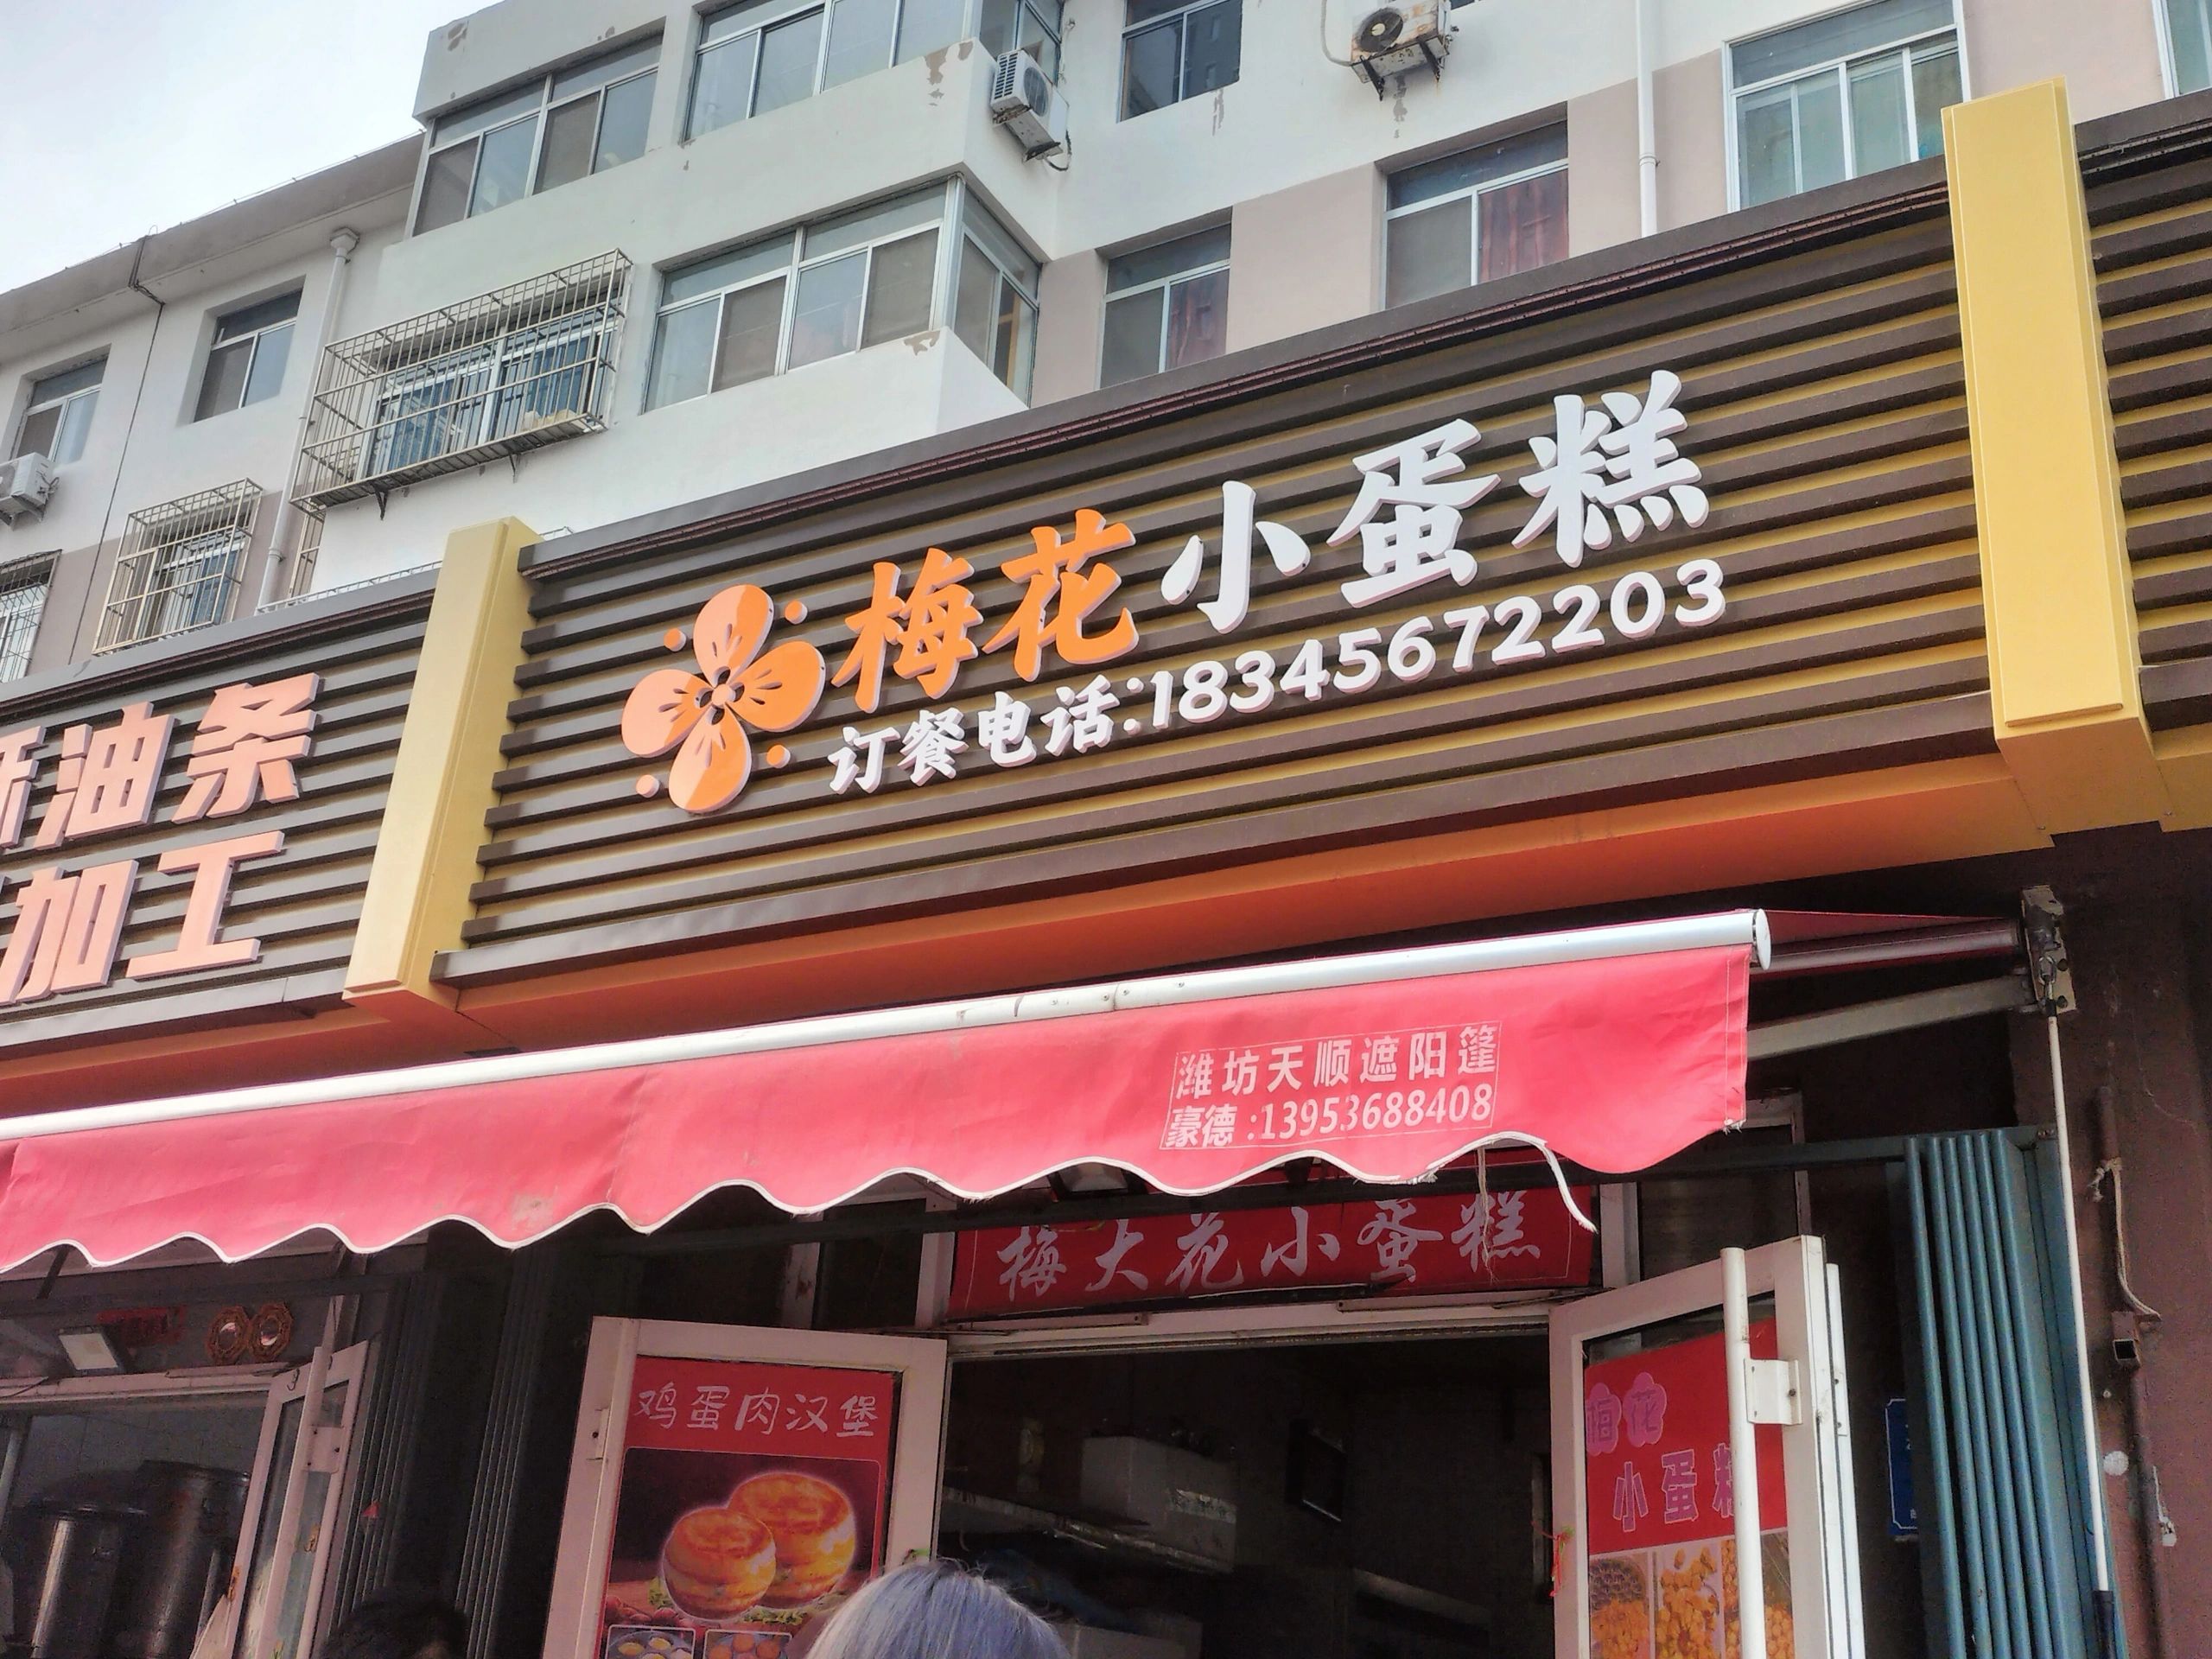 梅花小蛋糕
订餐电话:18345672203
油条
加工
潍坊天顺遮阳篷
豪德:13953688408
梅大花小蛋糕
鸡蛋肉汉堡
梅花
小蛋糕